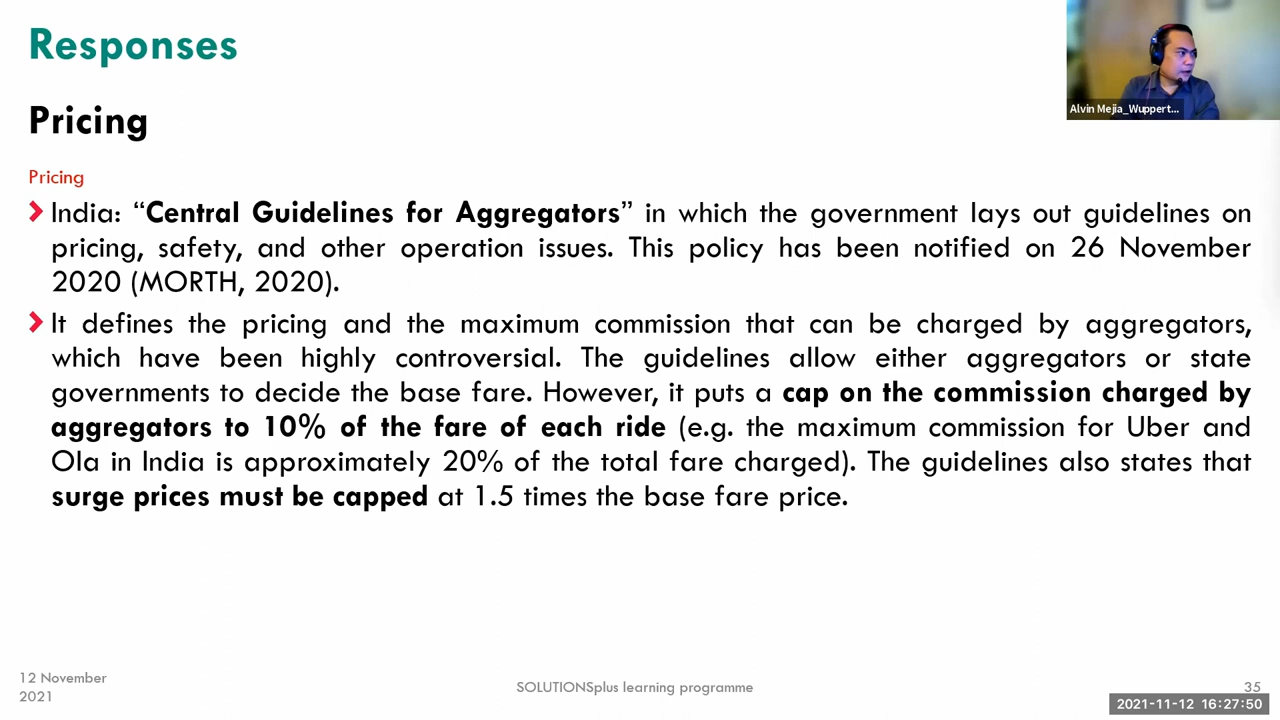 Responses
Alvin Mejia_Wuppert...
Pricing
Pricing
India: “Central Guidelines for Aggregators” in which the government lays out guidelines on
pricing, safety, and other operation issues. This policy has been notified on 26 November
2020 (MORTH, 2020).
It defines the pricing and the maximum commission that can be charged by aggregators,
which have been highly controversial. The guidelines allow either aggregators or state
governments to decide the base fare. However, it puts a cap on the commission charged by
aggregators to 10% of the fare of each ride (e.g. the maximum commission for Uber and
Ola in India is approximately 20% of the total fare charged). The guidelines also states that
surge prices must be capped at 1.5 times the base fare price.
12 November
2021
SOLUTIONSplus learning programme
35
2021-11-12 16:27:50